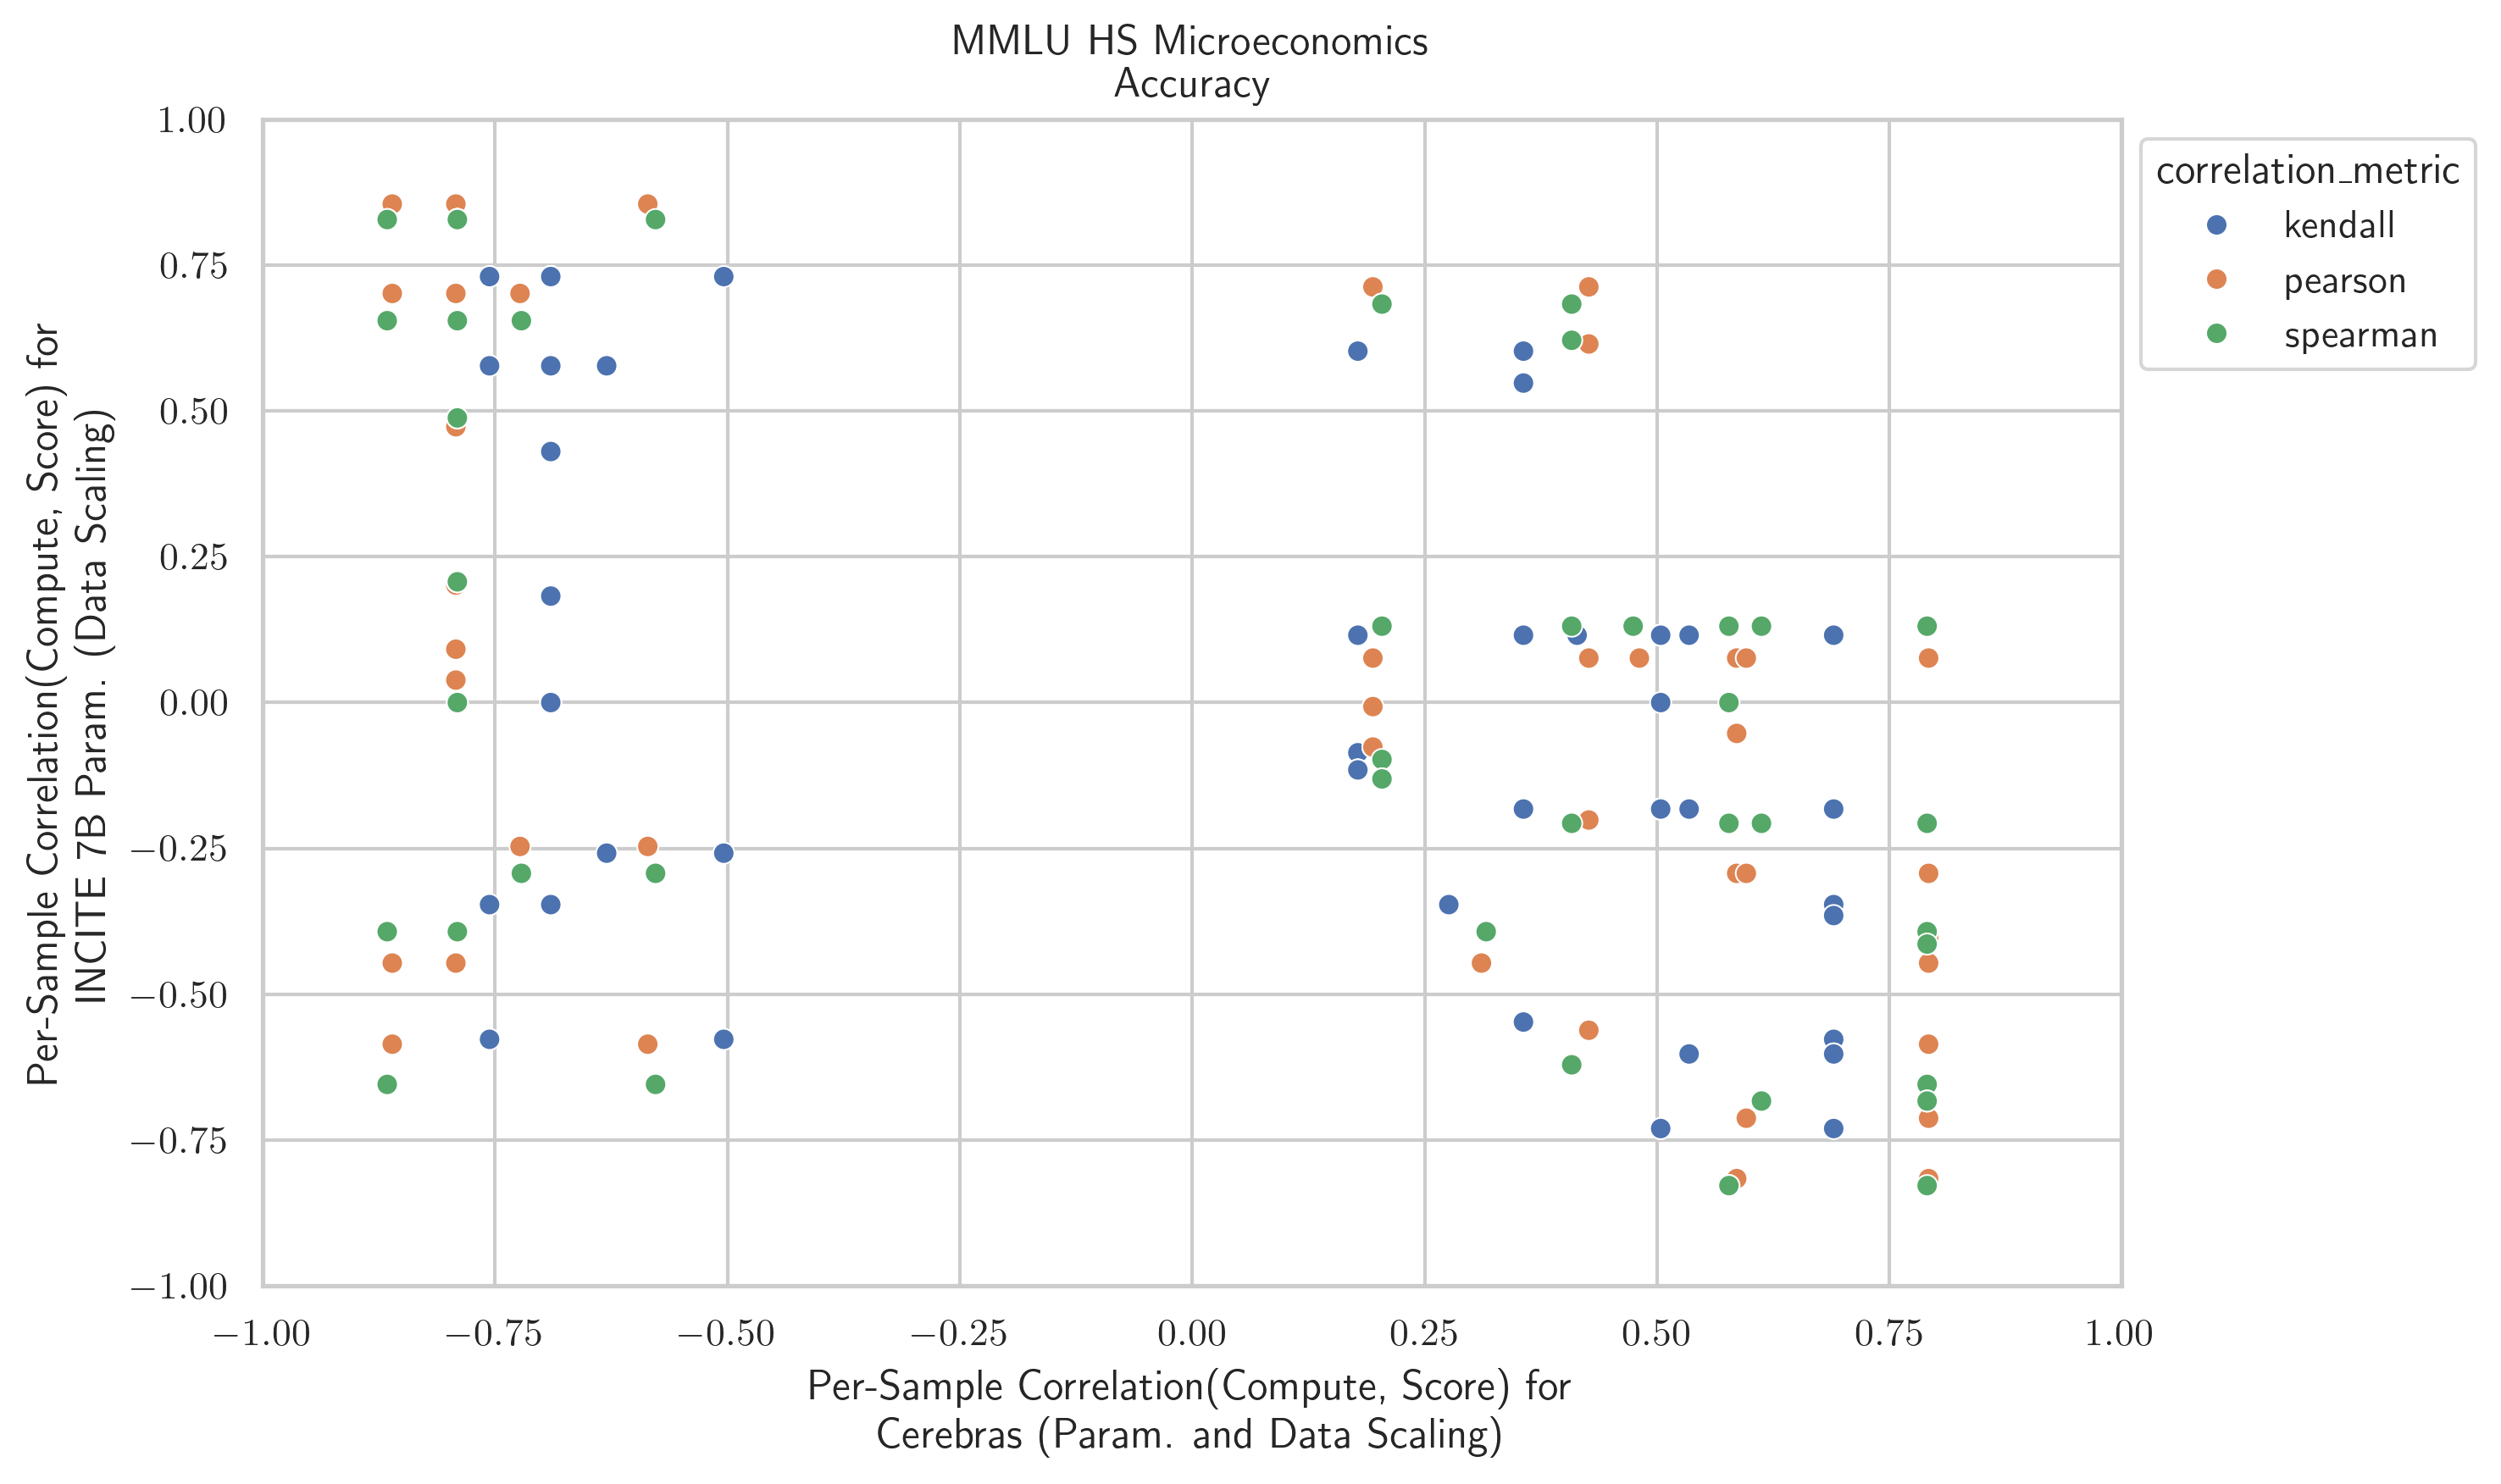 MMLU HS Microeconomics
Accuracy
1.00
0.75
0.50
0.25
0.00
−0.25
−0.50
−0.75
−1.00
Per-Sample Correlation(Compute, Score) for
INCITE 7B Param. (Data Scaling)
−1.00 −0.75 −0.50 −0.25 0.00 0.25 0.50 0.75 1.00
Per-Sample Correlation(Compute, Score) for
Cerebras (Param. and Data Scaling)
correlation_metric
kendall
pearson
spearman